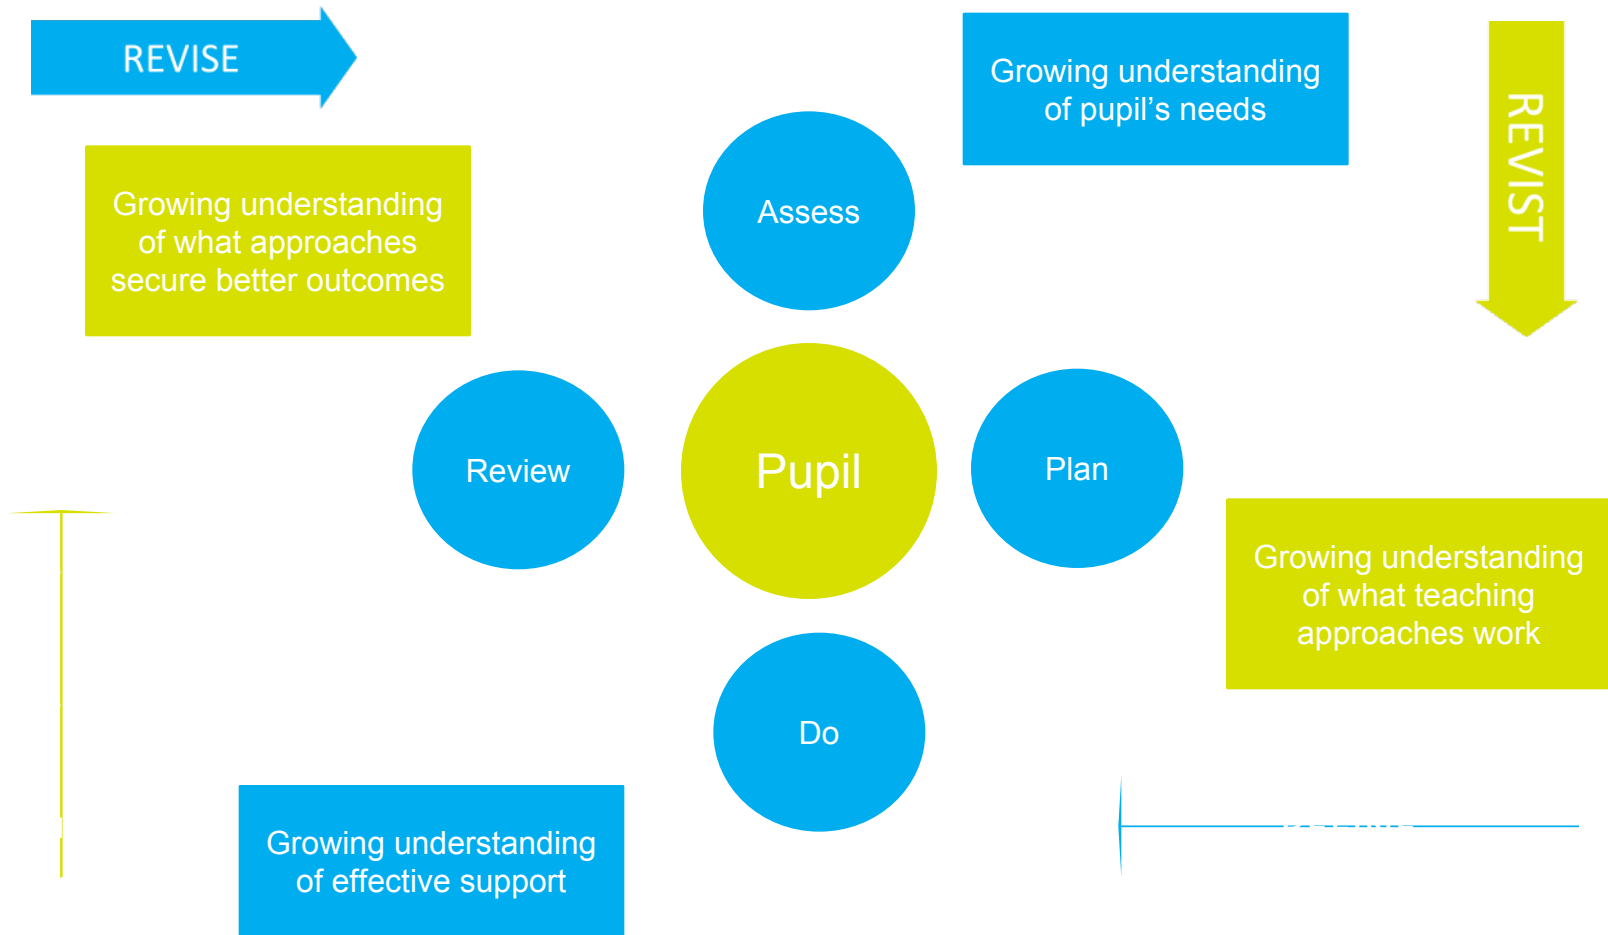 REVISE
Growing understanding
of pupil’s needs
REVIST
Assess
Growing understanding
of what approaches
secure better outcomes
Review
Pupil
Plan
Growing understanding
of what teaching
approaches work
Do
Growing understanding
of effective support